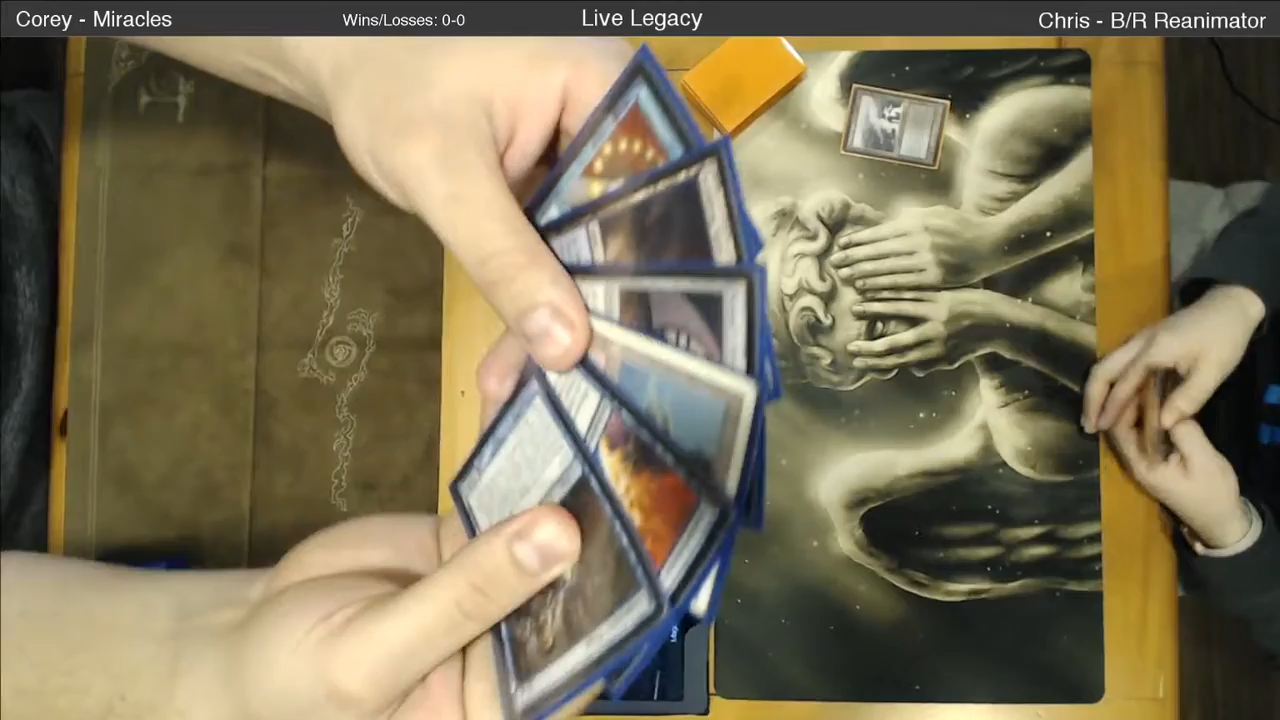 Corey - Miracles
Wins/Losses: 0-0
Live Legacy
Chris - B/R Reanimator